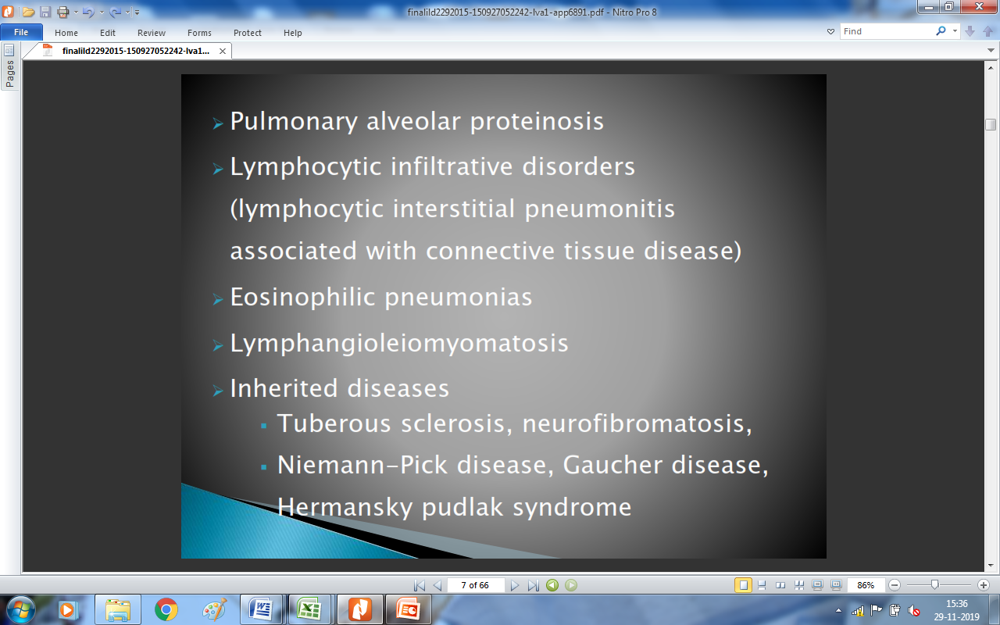 finalild2292015-150927052242-lva1-app6891.pdf - Nitro Pro 8
File Home Edit Review Forms Protect Help Find
finalild2292015-150927052242-lva1...
Pages
Pulmonary alveolar proteinosis
Lymphocytic infiltrative disorders
(lymphocytic interstitial pneumonitis
associated with connective tissue disease)
Eosinophilic pneumonias
Lymphangioleiomyomatosis
Inherited diseases
Tuberous sclerosis, neurofibromatosis,
Niemann-Pick disease, Gaucher disease,
Hermansky pudlak syndrome
7 of 66 86%
15:36
29-11-2019